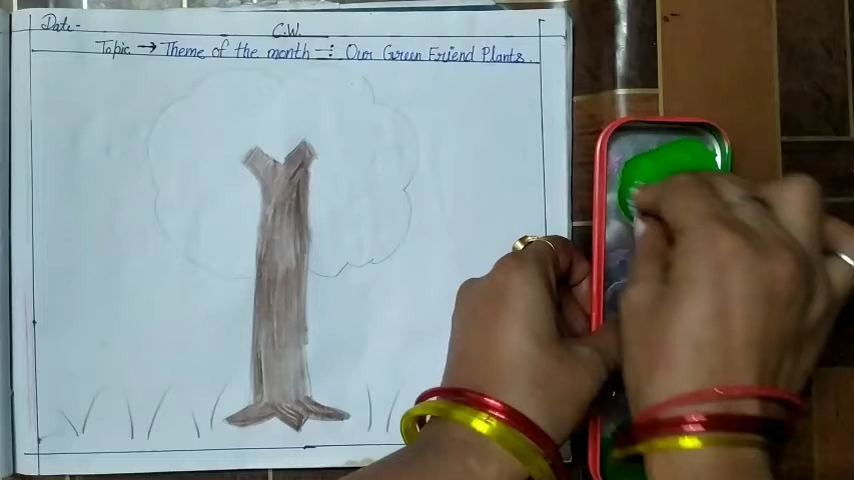 Date-
C.W.
Topic → Theme of the month —: Our Green Friend Plants.